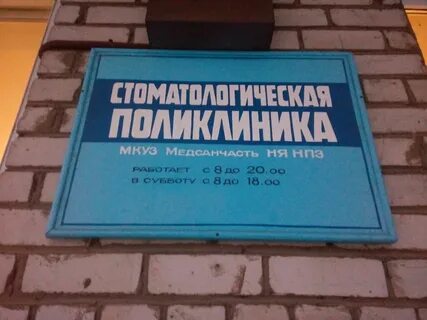 СТОМАТОЛОГИЧЕСКАЯ
ПОЛИКЛИНИКА
МКУЗ Медсанчасть НЯ НПЗ
РАБОТАЕТ С 8 ДО 20.00
В СУББОТУ С 8 ДО 18.00